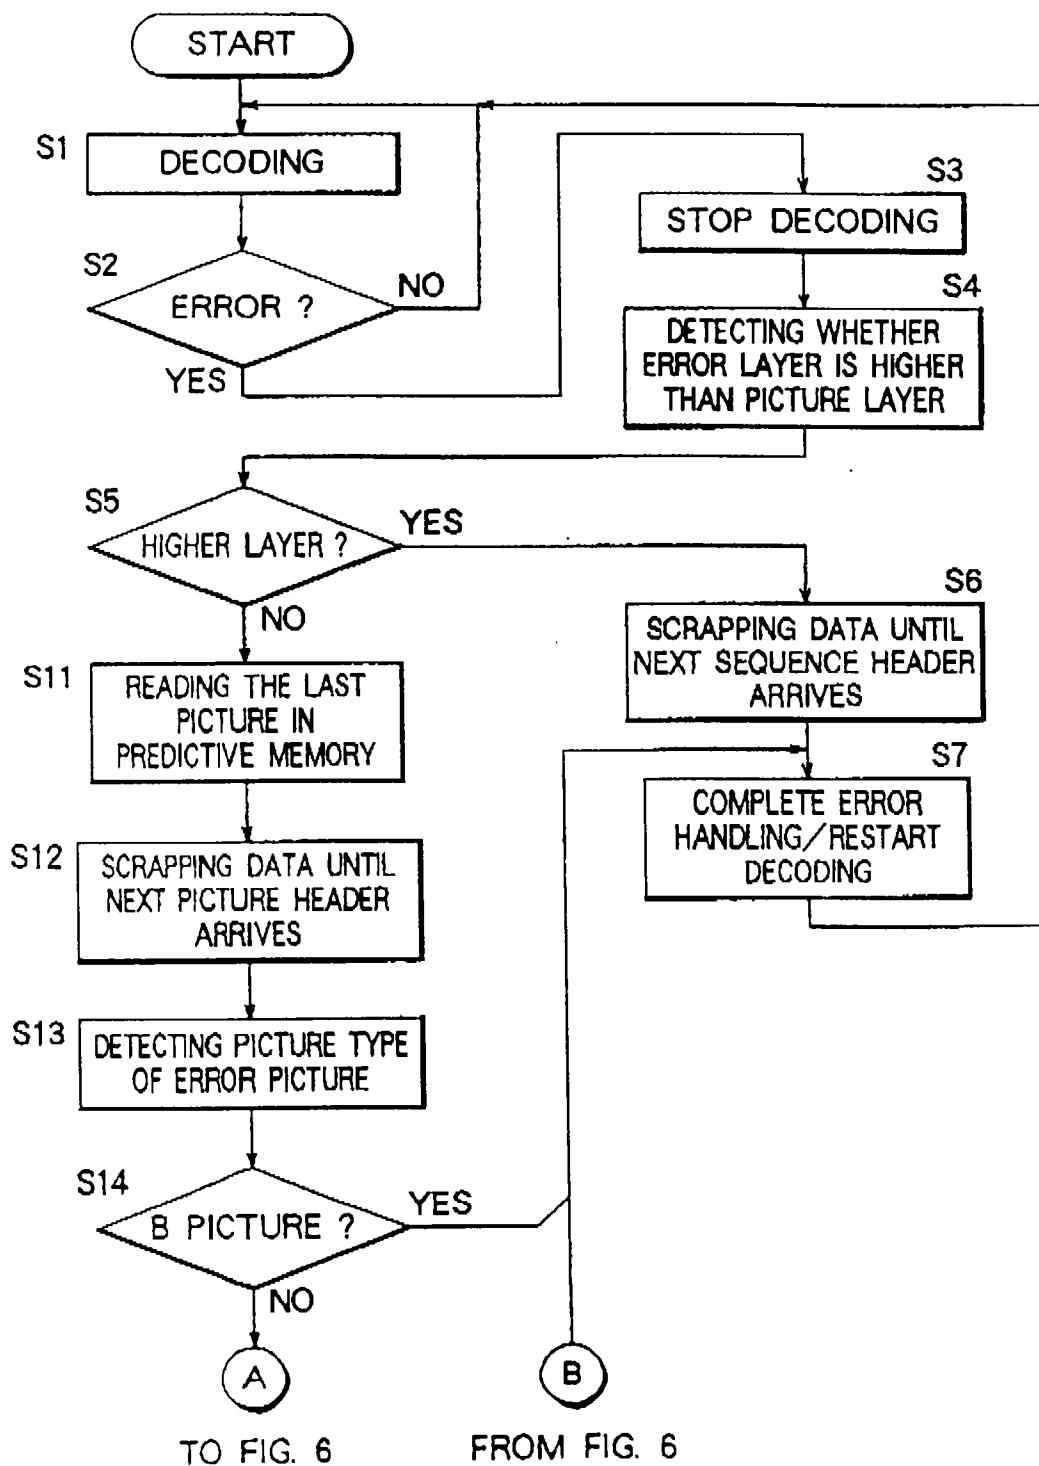 START
S1
DECODING
S2
ERROR ?
NO
YES
S3
STOP DECODING
S4
DETECTING WHETHER
ERROR LAYER IS HIGHER
THAN PICTURE LAYER
S5
HIGHER LAYER ?
YES
NO
S6
SCRAPPING DATA UNTIL
NEXT SEQUENCE HEADER
ARRIVES
S7
COMPLETE ERROR
HANDLING/RESTART
DECODING
S11
READING THE LAST
PICTURE IN
PREDICTIVE MEMORY
S12
SCRAPPING DATA UNTIL
NEXT PICTURE HEADER
ARRIVES
S13
DETECTING PICTURE TYPE
OF ERROR PICTURE
S14
B PICTURE ?
YES
NO
A
TO FIG. 6
B
FROM FIG. 6